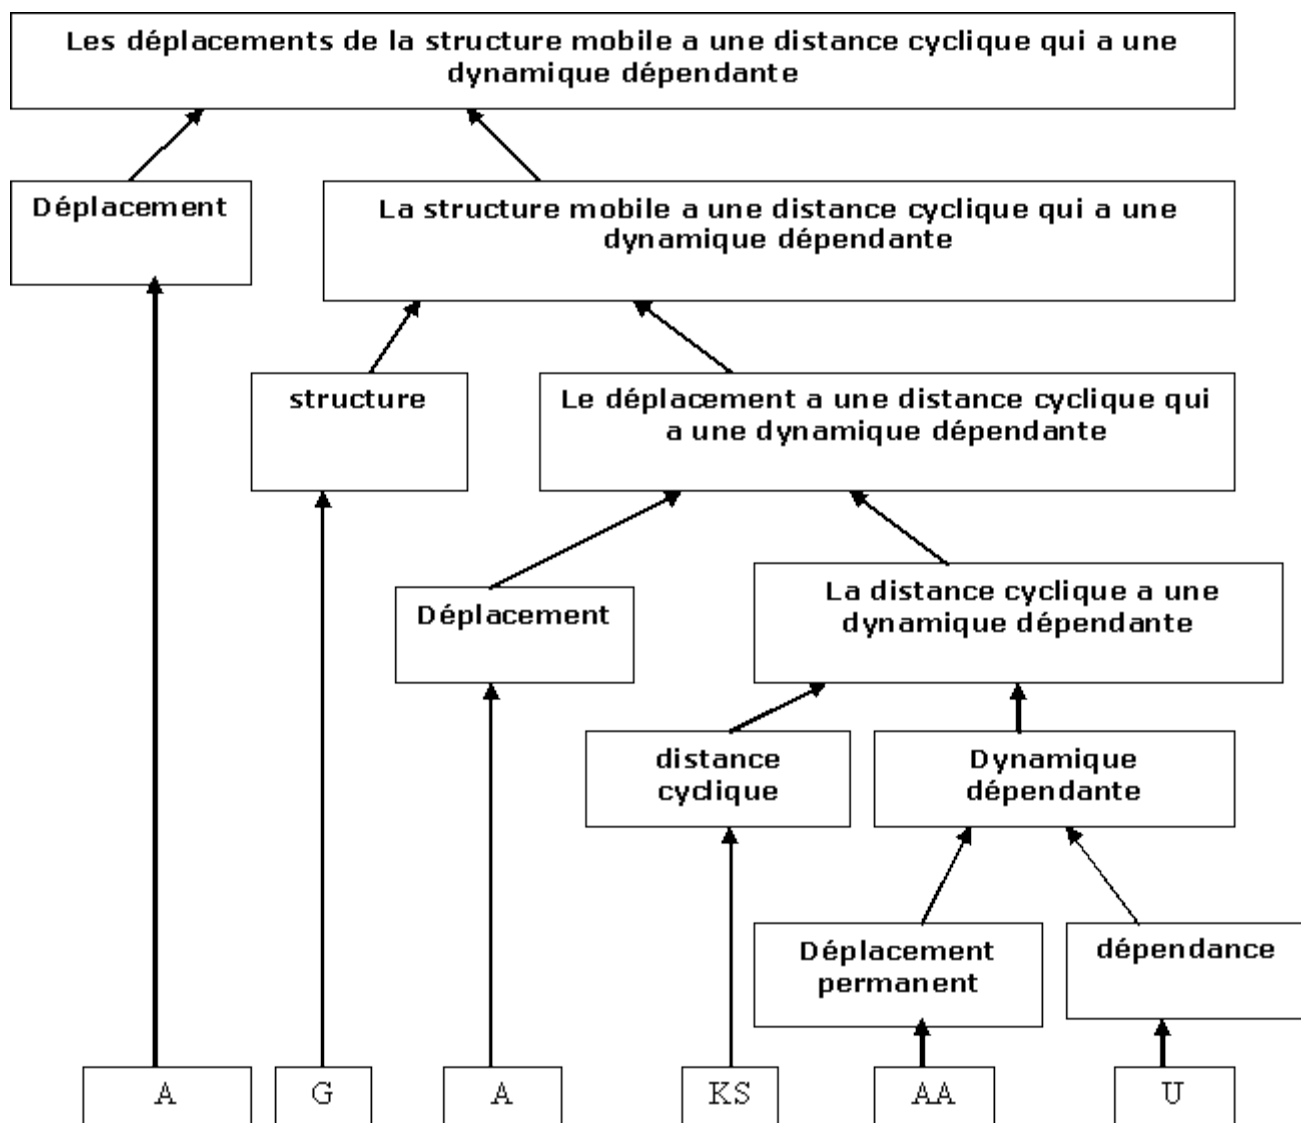 Les déplacements de la structure mobile a une distance cyclique qui a une
dynamique dépendante
Déplacement
La structure mobile a une distance cyclique qui a une
dynamique dépendante
structure
Le déplacement a une distance cyclique qui
a une dynamique dépendante
Déplacement
La distance cyclique a une
dynamique dépendante
distance
cyclique
Dynamique
dépendante
Déplacement
permanent
dépendance
A
G
A
KS
AA
U